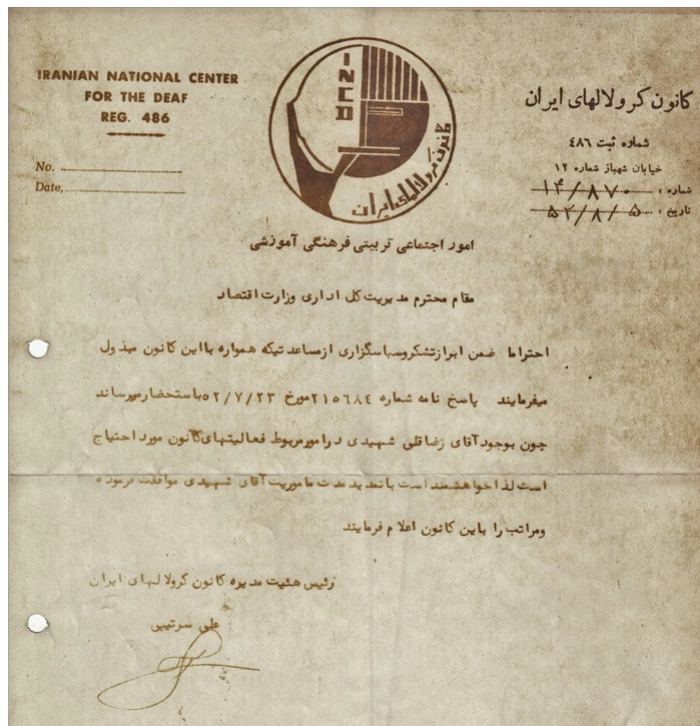 IRANIAN NATIONAL CENTER
FOR THE DEAF
REG. 486
No.
Date,
INCD
کانون کرولالهای ایران
کانون کرولالهای ایران
شماره ثبت ٤٨٦
خیابان شهباز شماره ۱۲
شماره : ۱۴/۸۷۰
تاریخ : ۵۲/۸/۵
امور اجتماعی تربیتی فرهنگی آموزشی
مقام محترم مدیریت کل اداری وزارت اقتصاد
احتراما ضمن ابراز تشکر و سپاسگزاری از مساعدتیکه همواره با این کانون مبذول
میفرمایند پاسخ نامه شماره ۲۱۵۶۸٤ مورخ ۵۲/۷/۲۳ باستحضار میرساند
چون بوجود آقای رضاقلی شهیدی در امور مربوط فعالیتهای کانون مورد احتیاج
است لذا خواهشمند است با تمدید مدت ماموریت آقای شهیدی موافقت فرموده
ومراتب را باین کانون اعلام فرمایند
رئیس هئیت مدیره کانون کرولالهای ایران
علی سرتیپی